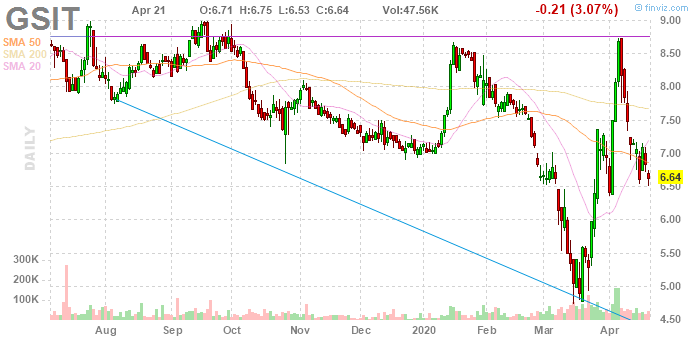 GSIT Apr 21 O:6.71 H:6.75 L:6.53 C:6.64 Vol:47.56K -0.21 (3.07%) © finviz.com
SMA 50
SMA 200
SMA 20
DAILY
9.00
8.50
8.00
7.50
7.00
6.64
6.50
6.00
5.50
5.00
4.50
300K
200K
100K
Aug Sep Oct Nov Dec 2020 Feb Mar Apr